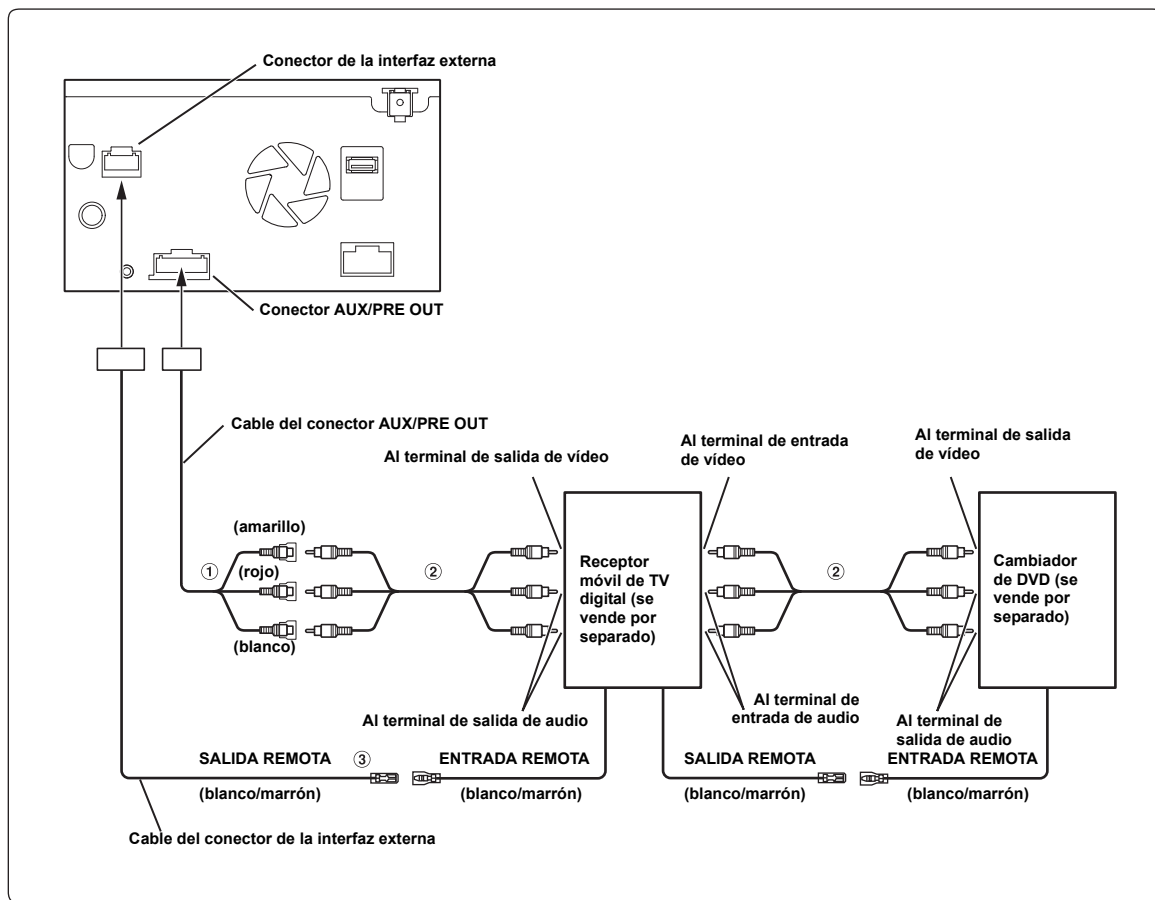 Conector de la interfaz externa
Conector AUX/PRE OUT
Cable del conector AUX/PRE OUT
Al terminal de salida de vídeo
Al terminal de entrada
de vídeo
Al terminal de salida
de vídeo
(amarillo)
①
(rojo)
(blanco)
②
Receptor
móvil de TV
digital (se
vende por
separado)
②
Cambiador
de DVD (se
vende por
separado)
Al terminal de salida de audio
Al terminal de
entrada de audio
Al terminal de
salida de audio
SALIDA REMOTA
③
ENTRADA REMOTA
SALIDA REMOTA
ENTRADA REMOTA
(blanco/marrón)
(blanco/marrón)
(blanco/marrón)
(blanco/marrón)
Cable del conector de la interfaz externa